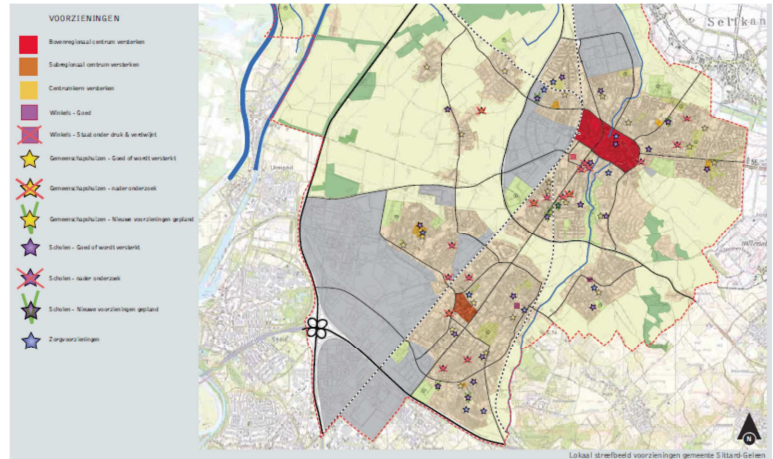 VOORZIENINGEN
Bovenregionaal centrum versterken
Subregionaal centrum versterken
Centrumkern versterken
Winkels - Goed
Winkels - Staat onder druk & verdwijnt
Gemeenschapshuizen - Goed of wordt versterkt
Gemeenschapshuizen - nader onderzoek
Gemeenschapshuizen - Nieuwe voorzieningen gepland
Scholen - Goed of wordt versterkt
Scholen - nader onderzoek
Scholen - Nieuwe voorzieningen gepland
Zorgvoorzieningen
Selfkan
N
Lokaal streefbeeld voorzieningen gemeente Sittard-Geleen